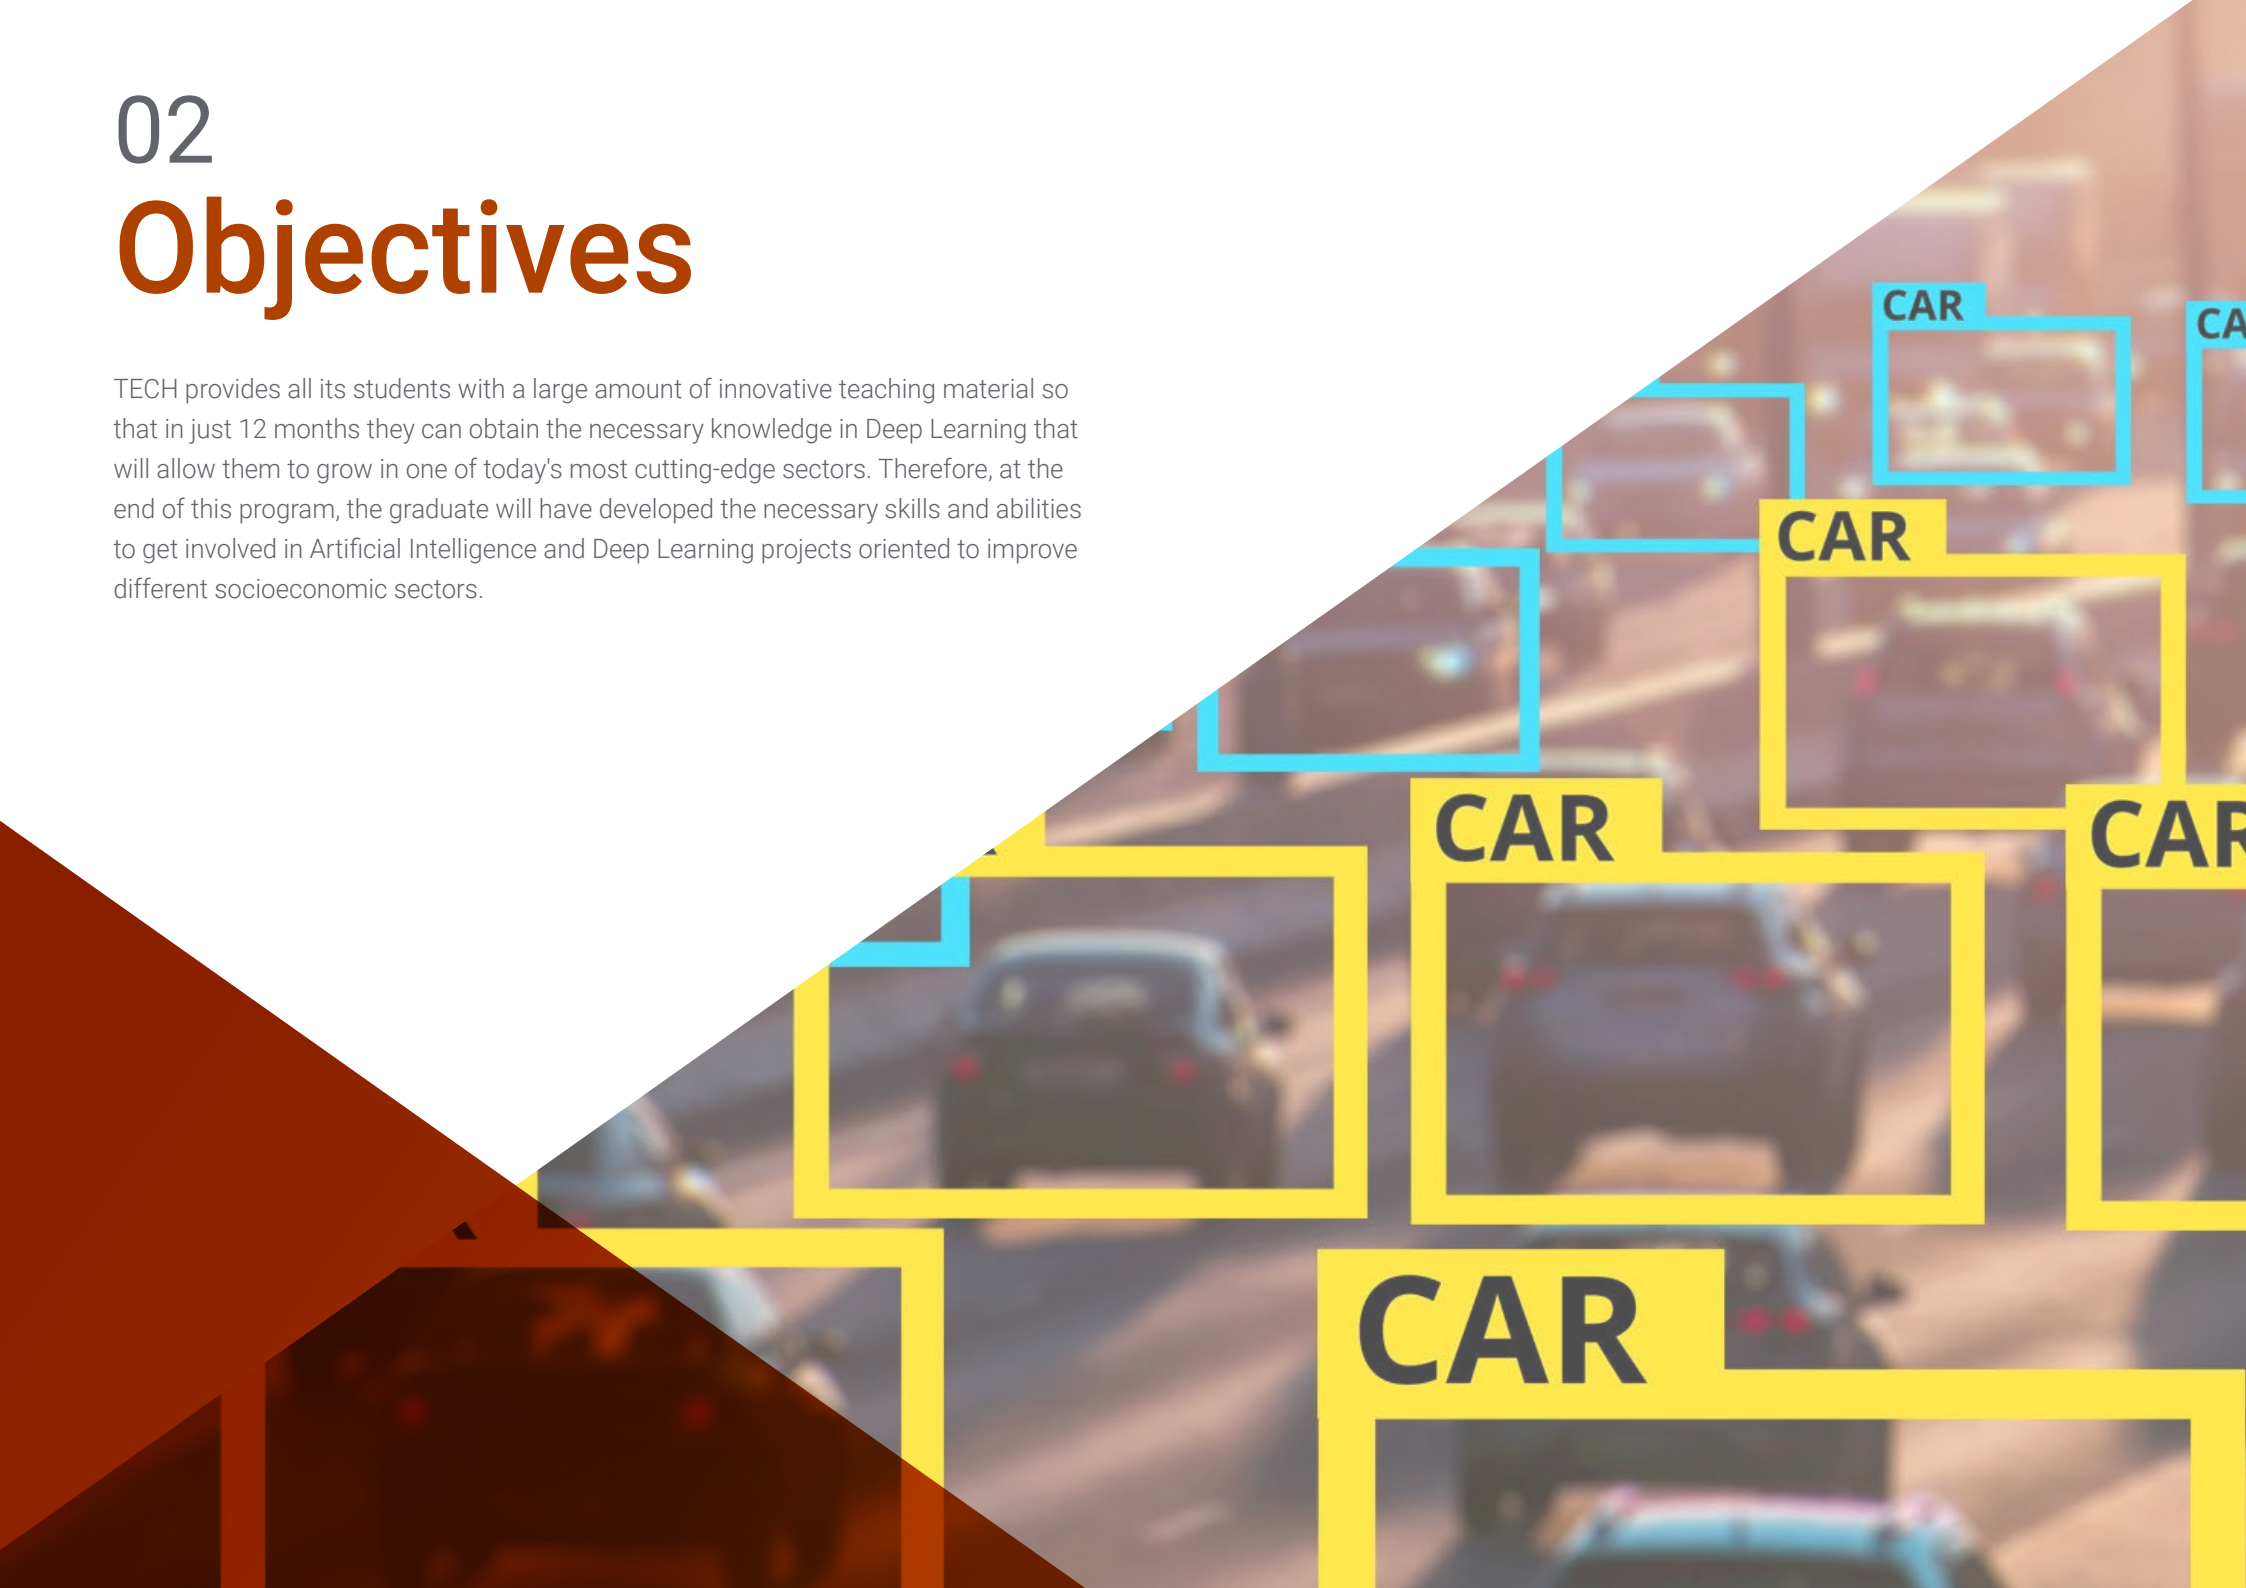 02
Objectives
TECH provides all its students with a large amount of innovative teaching material so
that in just 12 months they can obtain the necessary knowledge in Deep Learning that
will allow them to grow in one of today's most cutting-edge sectors. Therefore, at the
end of this program, the graduate will have developed the necessary skills and abilities
to get involved in Artificial Intelligence and Deep Learning projects oriented to improve
different socioeconomic sectors.
CAR
CA
CAR
CAR
CAR
CAR